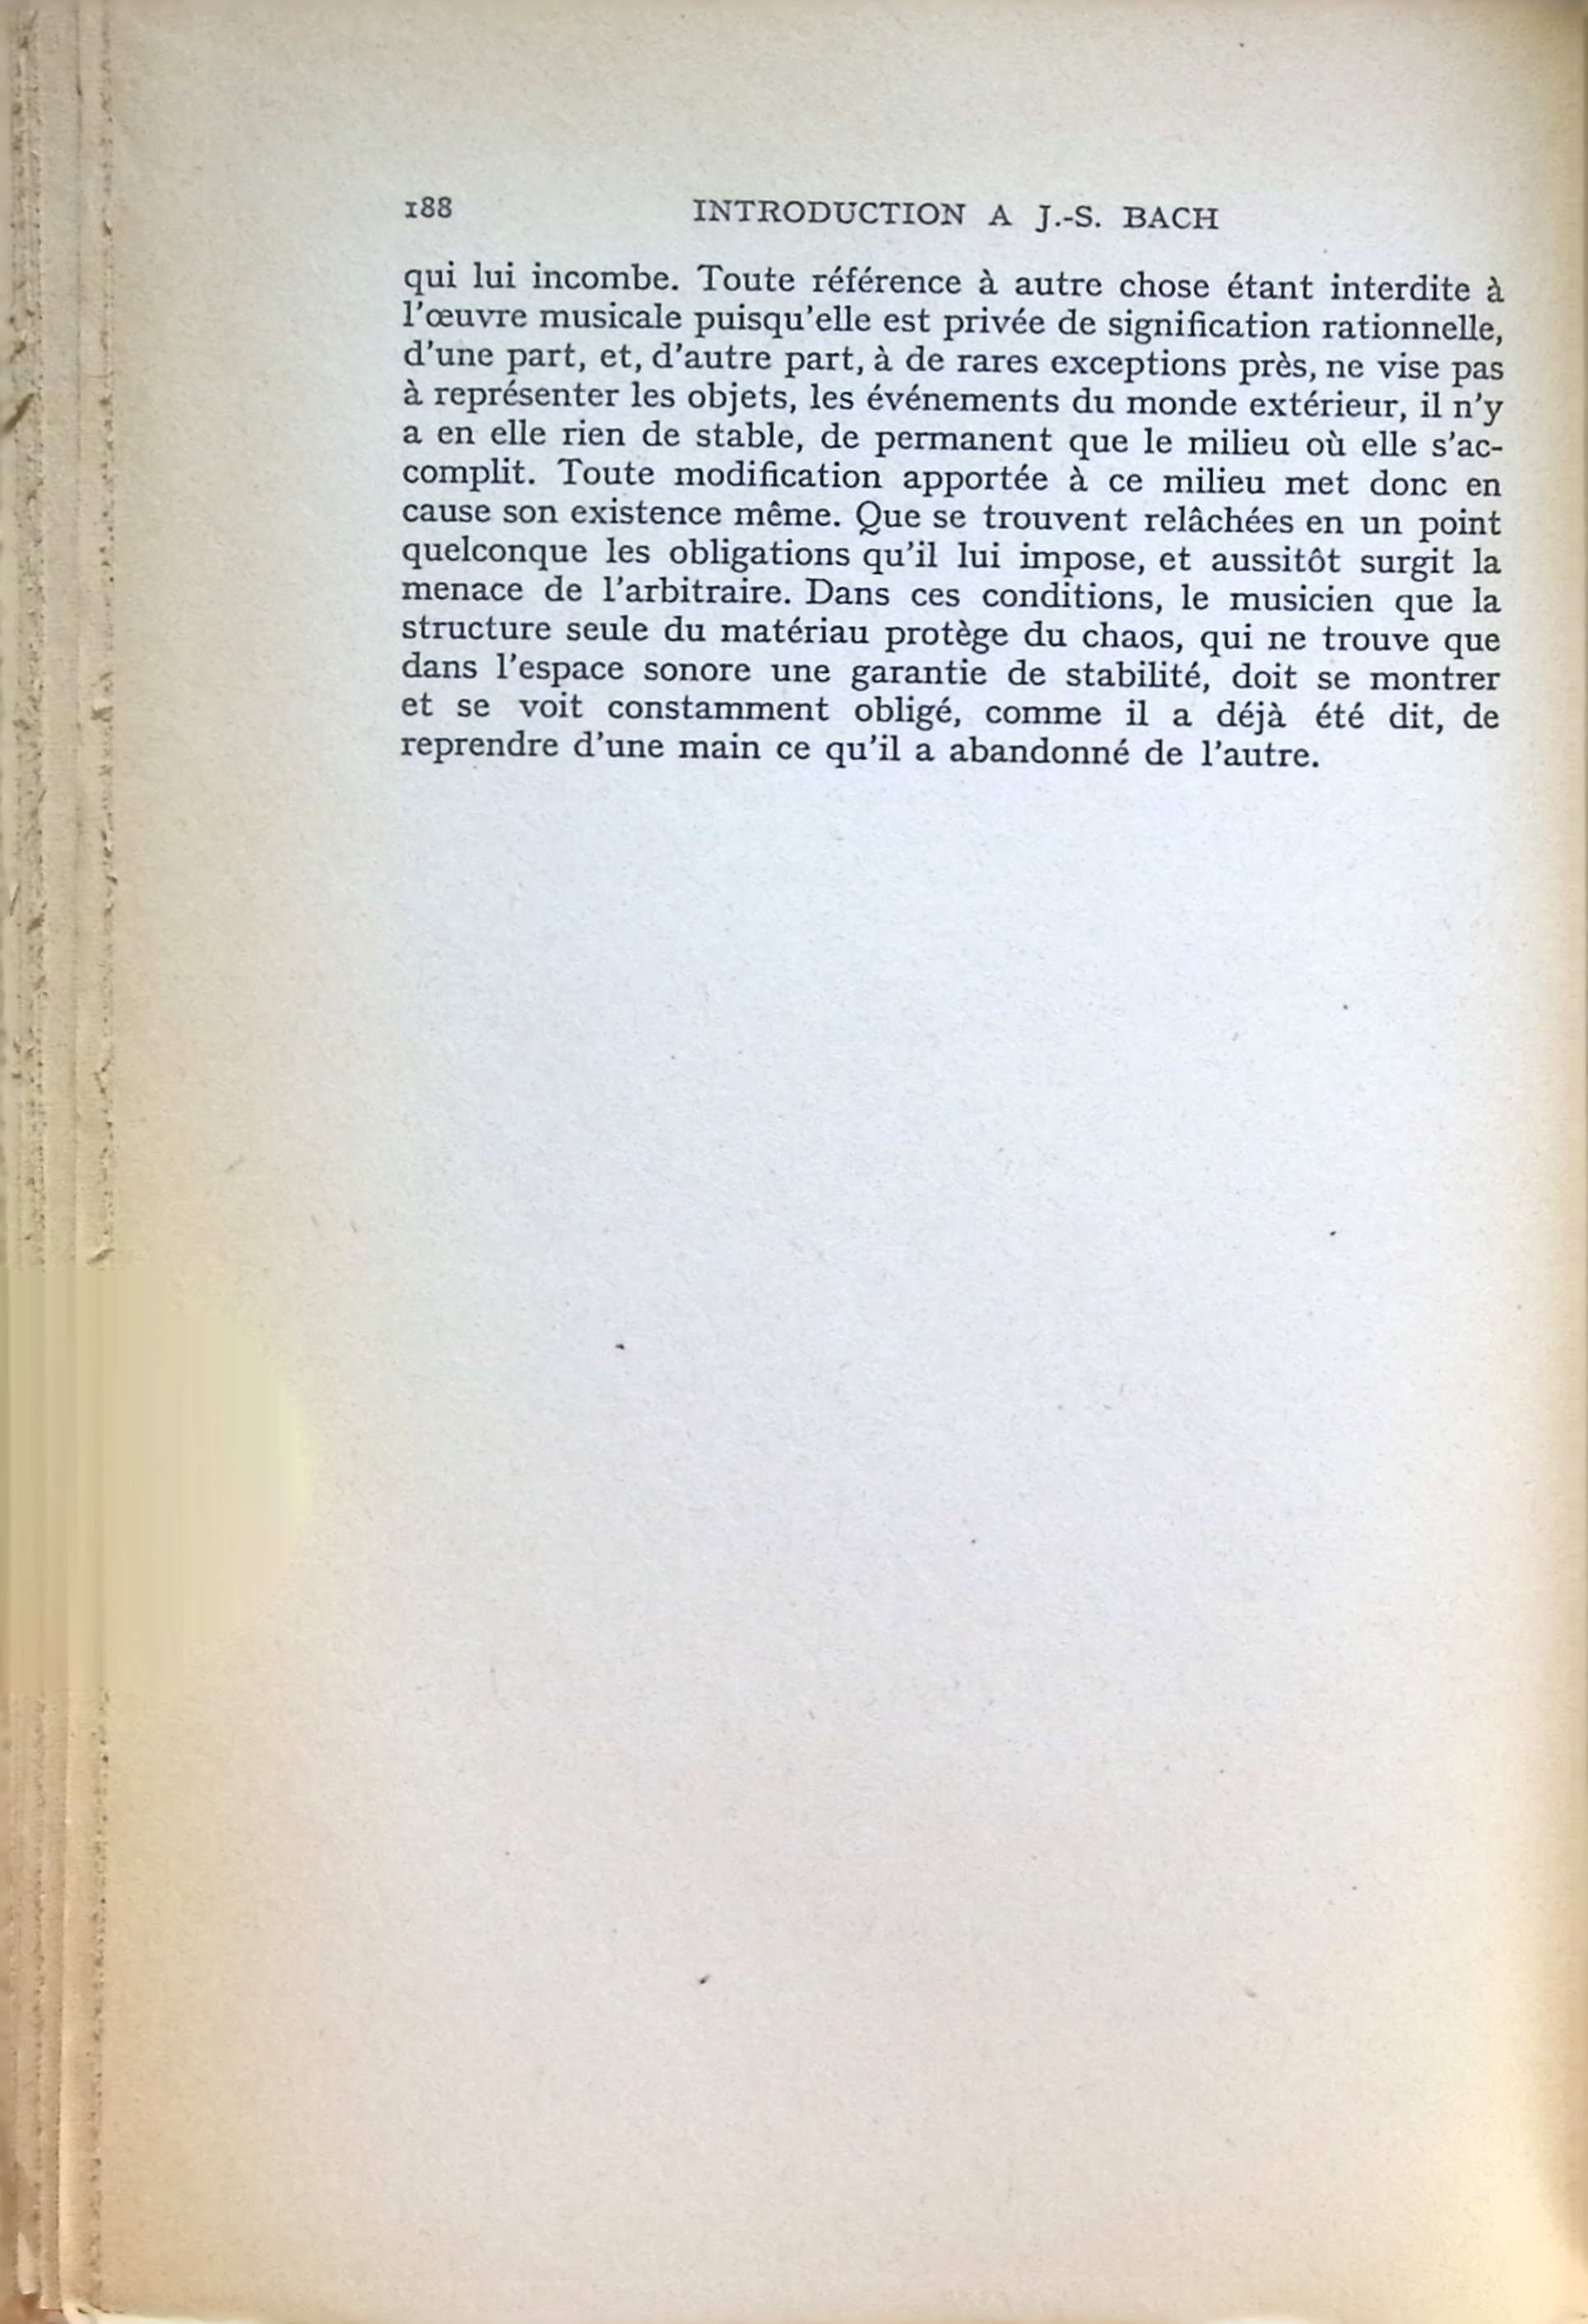 188 INTRODUCTION A J.-S. BACH
qui lui incombe. Toute référence à autre chose étant interdite à
l'œuvre musicale puisqu'elle est privée de signification rationnelle,
d'une part, et, d'autre part, à de rares exceptions près, ne vise pas
à représenter les objets, les événements du monde extérieur, il n'y
a en elle rien de stable, de permanent que le milieu où elle s'ac-
complit. Toute modification apportée à ce milieu met donc en
cause son existence même. Que se trouvent relâchées en un point
quelconque les obligations qu'il lui impose, et aussitôt surgit la
menace de l'arbitraire. Dans ces conditions, le musicien que la
structure seule du matériau protège du chaos, qui ne trouve que
dans l'espace sonore une garantie de stabilité, doit se montrer
et se voit constamment obligé, comme il a déjà été dit, de
reprendre d'une main ce qu'il a abandonné de l'autre.